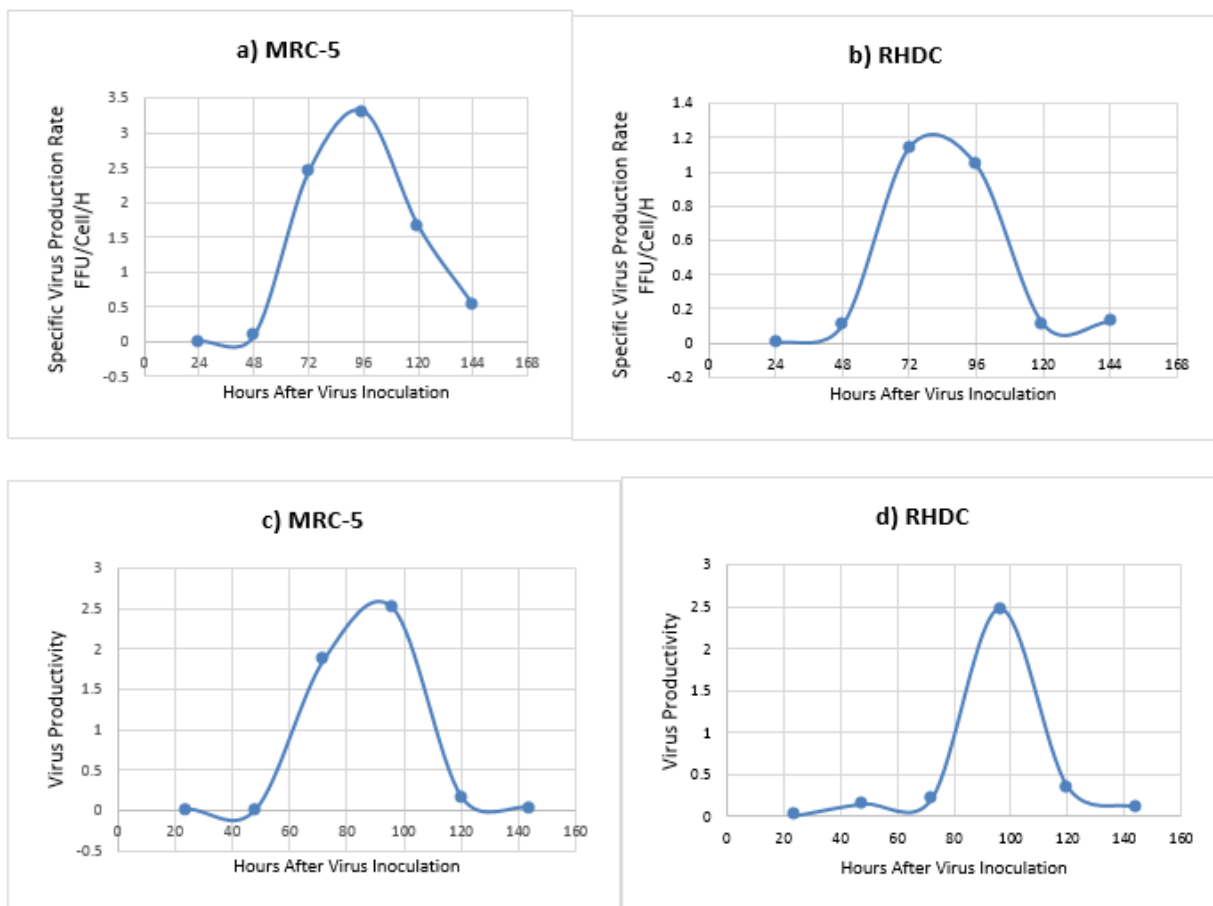 a) MRC-5
Specific Virus Production Rate
FFU/Cell/H
3.5
3
2.5
2
1.5
1
0.5
0
-0.5
0 24 48 72 96 120 144 168
Hours After Virus Inoculation
b) RHDC
Specific Virus Production Rate
FFU/Cell/H
1.4
1.2
1
0.8
0.6
0.4
0.2
0
-0.2
0 24 48 72 96 120 144 168
Hours After Virus Inoculation
c) MRC-5
Virus Productivity
3
2.5
2
1.5
1
0.5
0
-0.5
0 20 40 60 80 100 120 140 160
Hours After Virus Inoculation
d) RHDC
Virus Productivity
3
2.5
2
1.5
1
0.5
0
0 20 40 60 80 100 120 140 160
Hours After Virus Inoculation